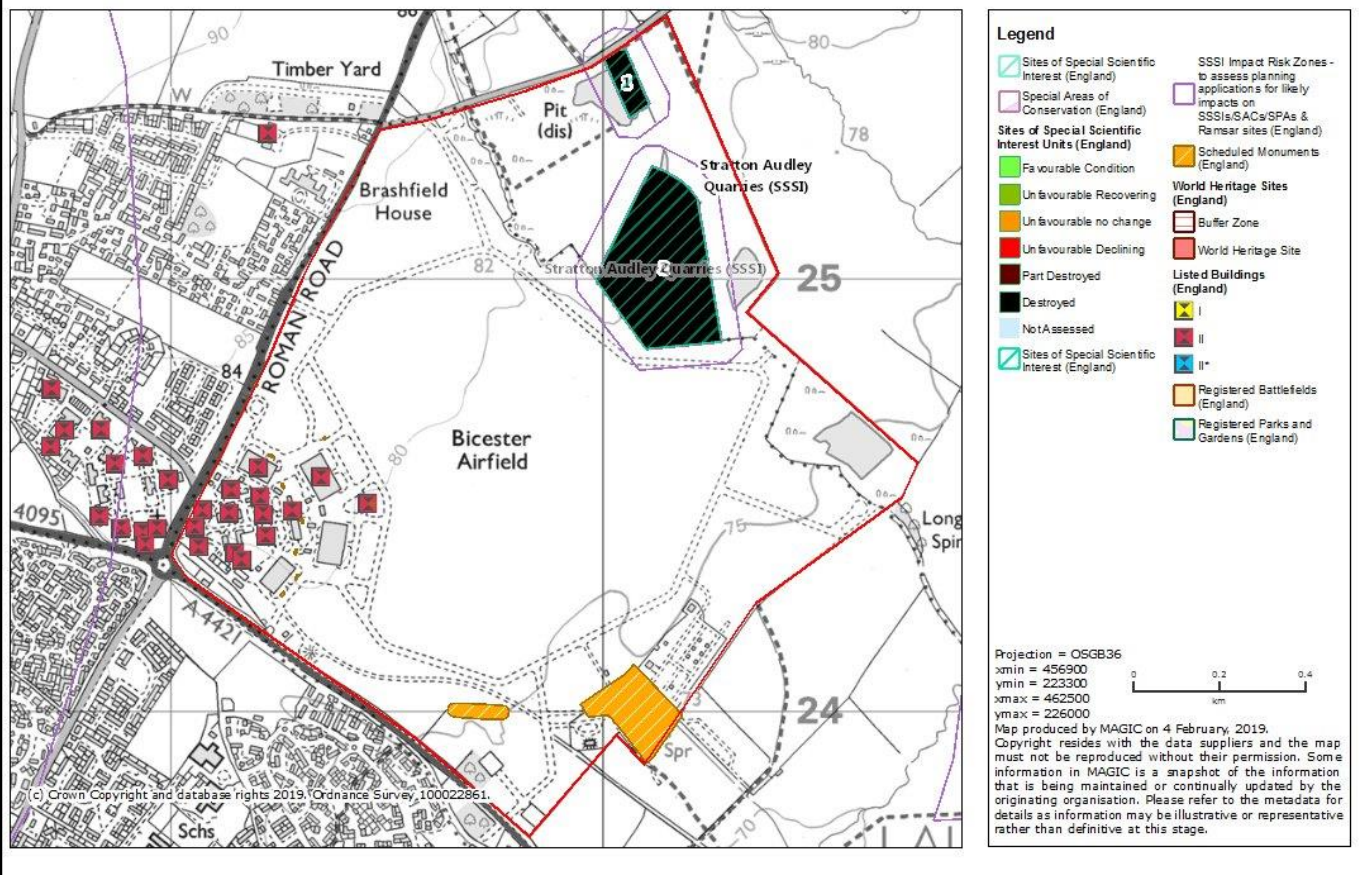 90
86
Timber Yard
W
Pit
(dis)
1
80
78
Stratton Audley
Quarries (SSSI)
Brashfield
House
82
Stratton Audley Quarries (SSSI)
2
25
ROMAN ROAD
85
84
80
Bicester
Airfield
4095
75
Long
Spin
A 4421
24
Spr
70
(c) Crown Copyright and database rights 2019. Ordnance Survey 100022861.
Schs
LAU
Legend
Sites of Special Scientific
Interest (England)
Special Areas of
Conservation (England)
Sites of Special Scientific
Interest Units (England)
Favourable Condition
Unfavourable Recovering
Unfavourable no change
Unfavourable Declining
Part Destroyed
Destroyed
Not Assessed
Sites of Special Scientific
Interest (England)
SSSI Impact Risk Zones -
to assess planning
applications for likely
impacts on
SSSIs/SACs/SPAs &
Ramsar sites (England)
Scheduled Monuments
(England)
World Heritage Sites
(England)
Buffer Zone
World Heritage Site
Listed Buildings
(England)
I
II
II*
Registered Battlefields
(England)
Registered Parks and
Gardens (England)
Projection = OSGB36
xmin = 456900
ymin = 223300
xmax = 462500
ymax = 226000
0 0.2 0.4
km
Map produced by MAGIC on 4 February, 2019.
Copyright resides with the data suppliers and the map
must not be reproduced without their permission. Some
information in MAGIC is a snapshot of the information
that is being maintained or continually updated by the
originating organisation. Please refer to the metadata for
details as information may be illustrative or representative
rather than definitive at this stage.